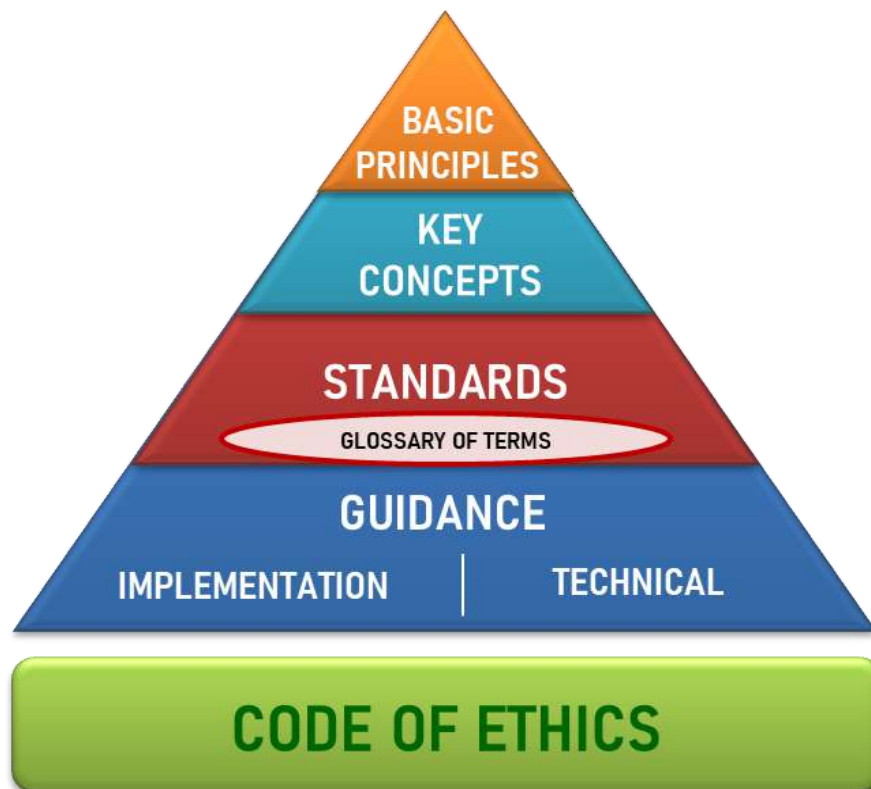 BASIC
PRINCIPLES
KEY
CONCEPTS
STANDARDS
GLOSSARY OF TERMS
GUIDANCE
IMPLEMENTATION
TECHNICAL
CODE OF ETHICS